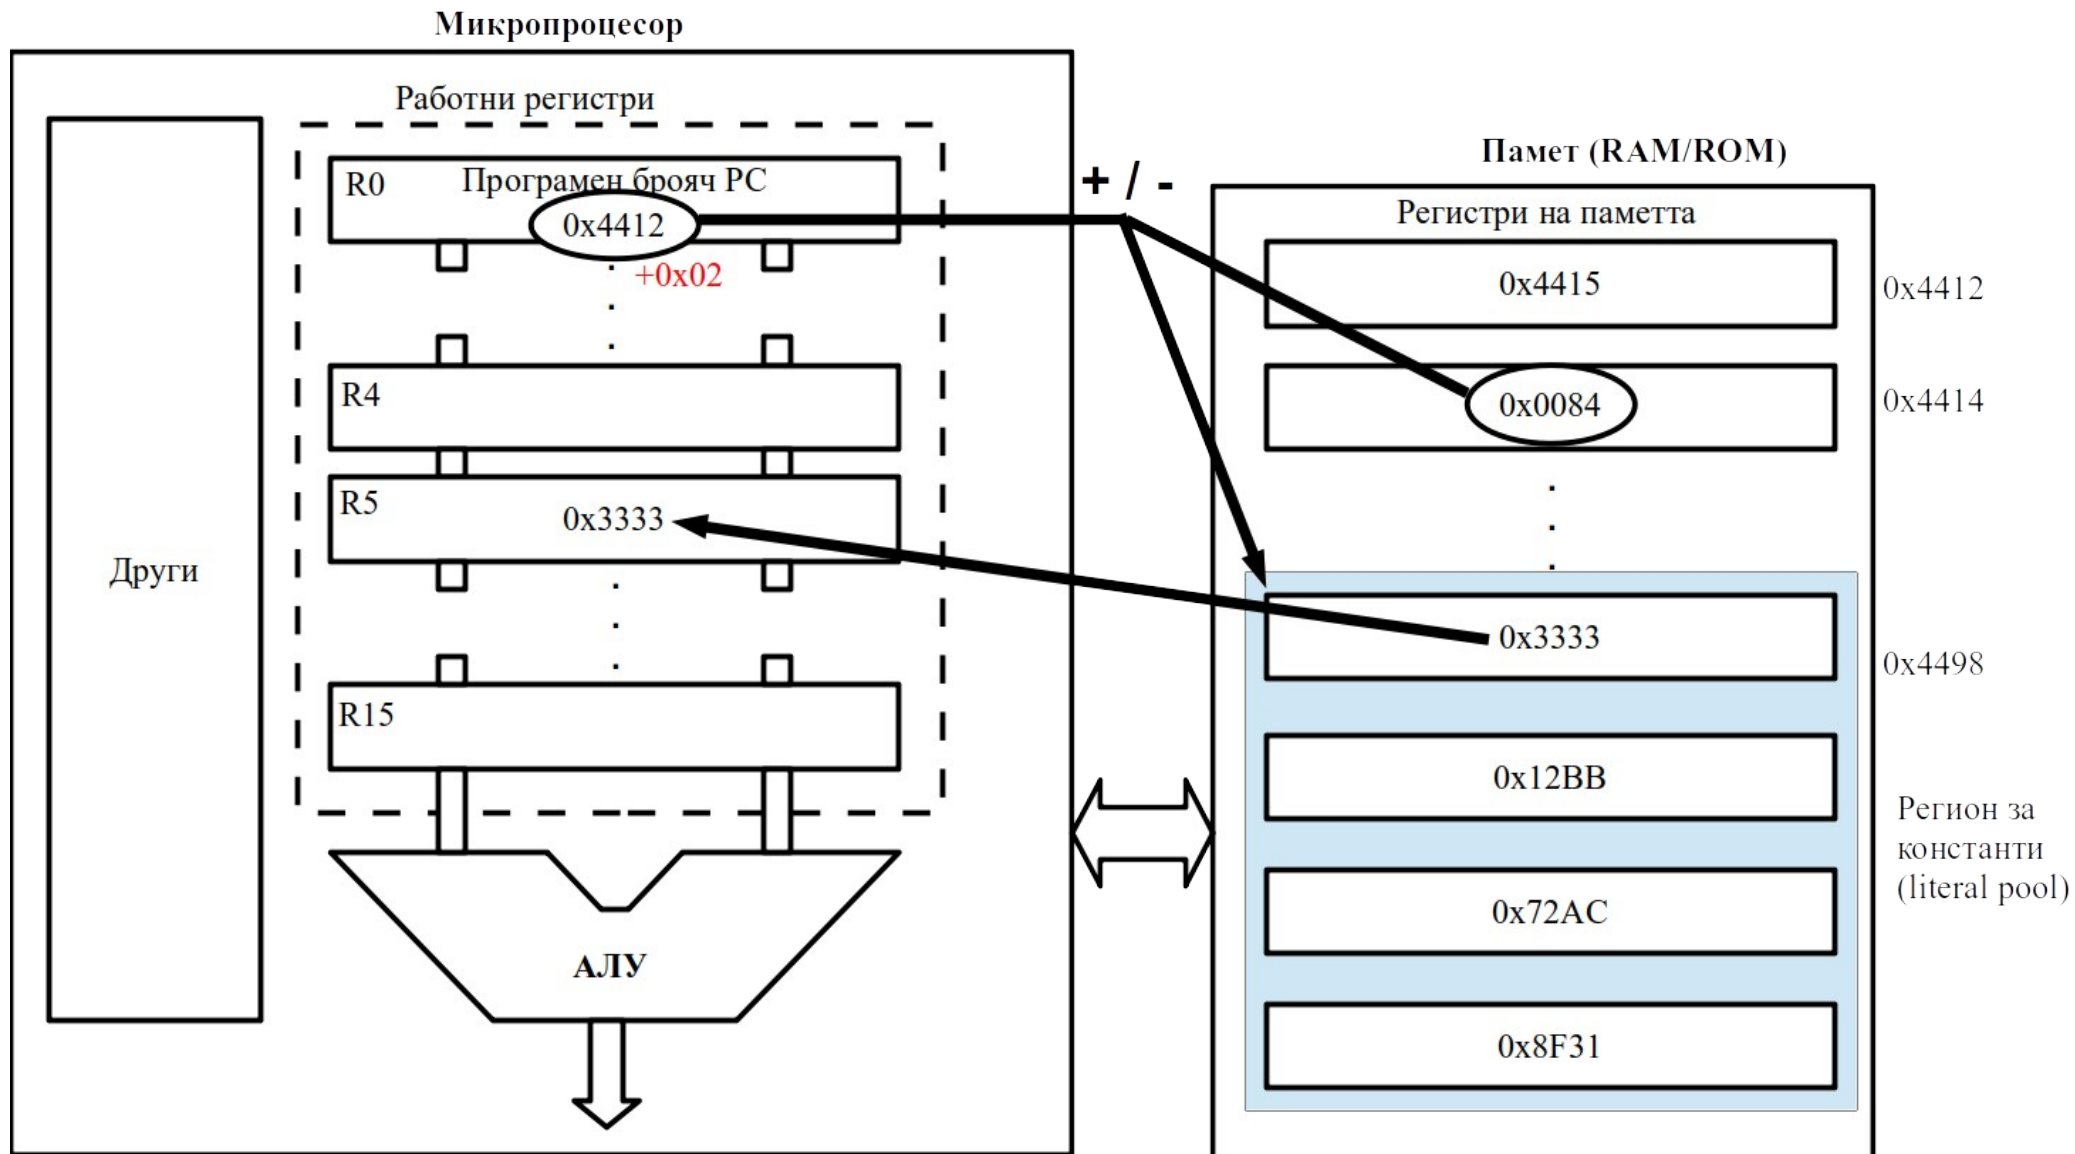 Микропроцесор
Работни регистри
R0
Програмен брояч PC
0x4412
+0x02
R4
R5
0x3333
R15
Други
АЛУ
+ / -
Памет (RAM/ROM)
Регистри на паметта
0x4415
0x4412
0x0084
0x4414
0x3333
0x4498
0x12BB
0x72AC
0x8F31
Регион за
константи
(literal pool)